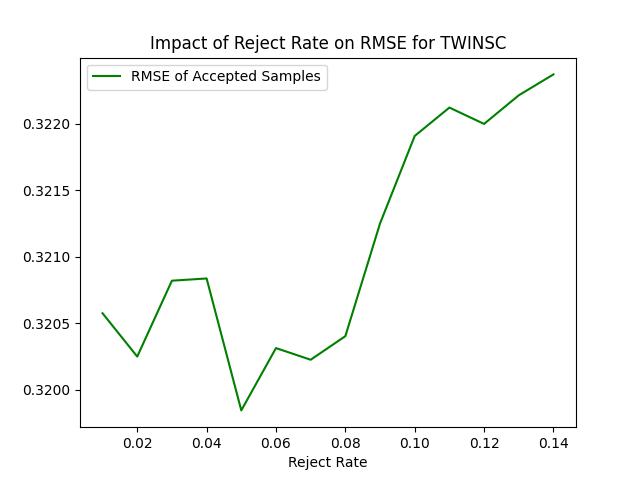 Impact of Reject Rate on RMSE for TWINSC
RMSE of Accepted Samples
0.3220
0.3215
0.3210
0.3205
0.3200
0.02 0.04 0.06 0.08 0.10 0.12 0.14
Reject Rate